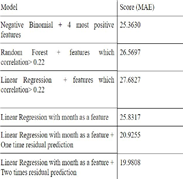 Model Score (MAE)
Negative Binomial + 4 most positive
features
25.3630
Random Forest + features which
correlation> 0.22
26.5697
Linear Regression + features which
correlation> 0.22
27.6827
Linear Regression with month as a feature 25.8317
Linear Regression with month as a feature +
One time residual prediction
20.9255
Linear Regression with month as a feature +
Two times residual prediction
19.9808